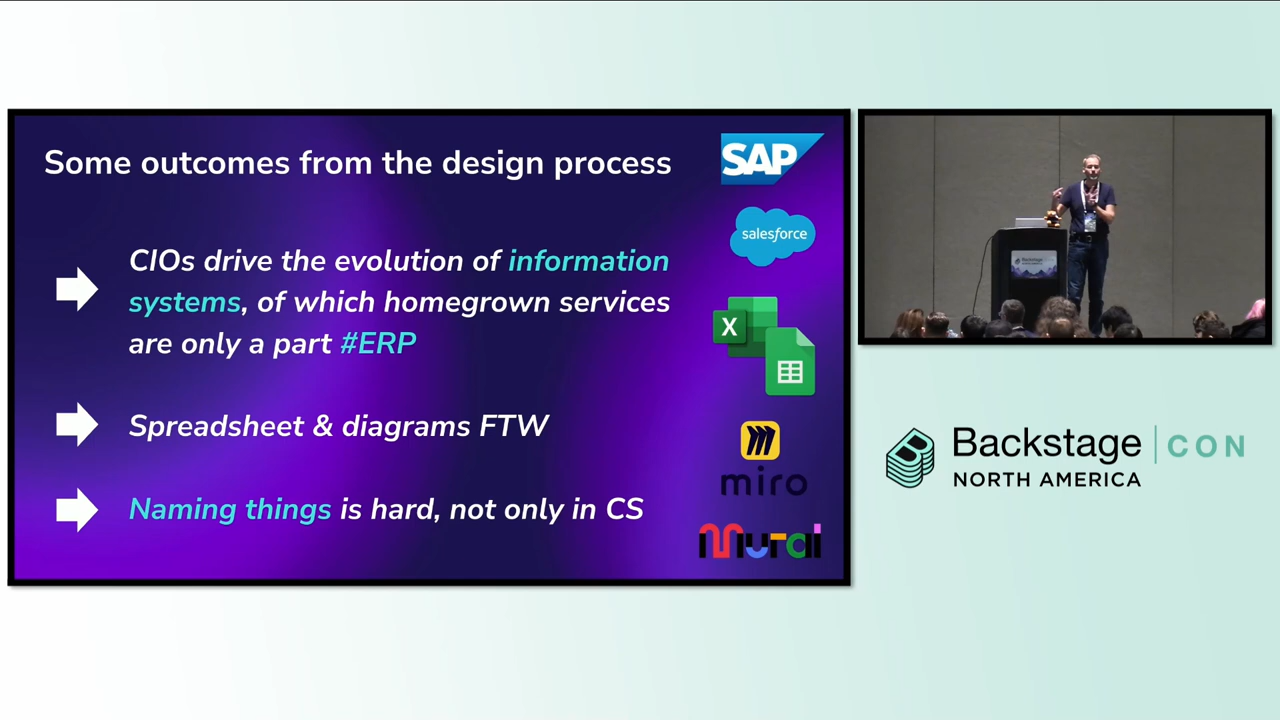 Some outcomes from the design process
CIOs drive the evolution of information
systems, of which homegrown services
are only a part #ERP
Spreadsheet & diagrams FTW
Naming things is hard, not only in CS
SAP
salesforce
X
miro
Mural
Backstage
Backstage | CON
NORTH AMERICA